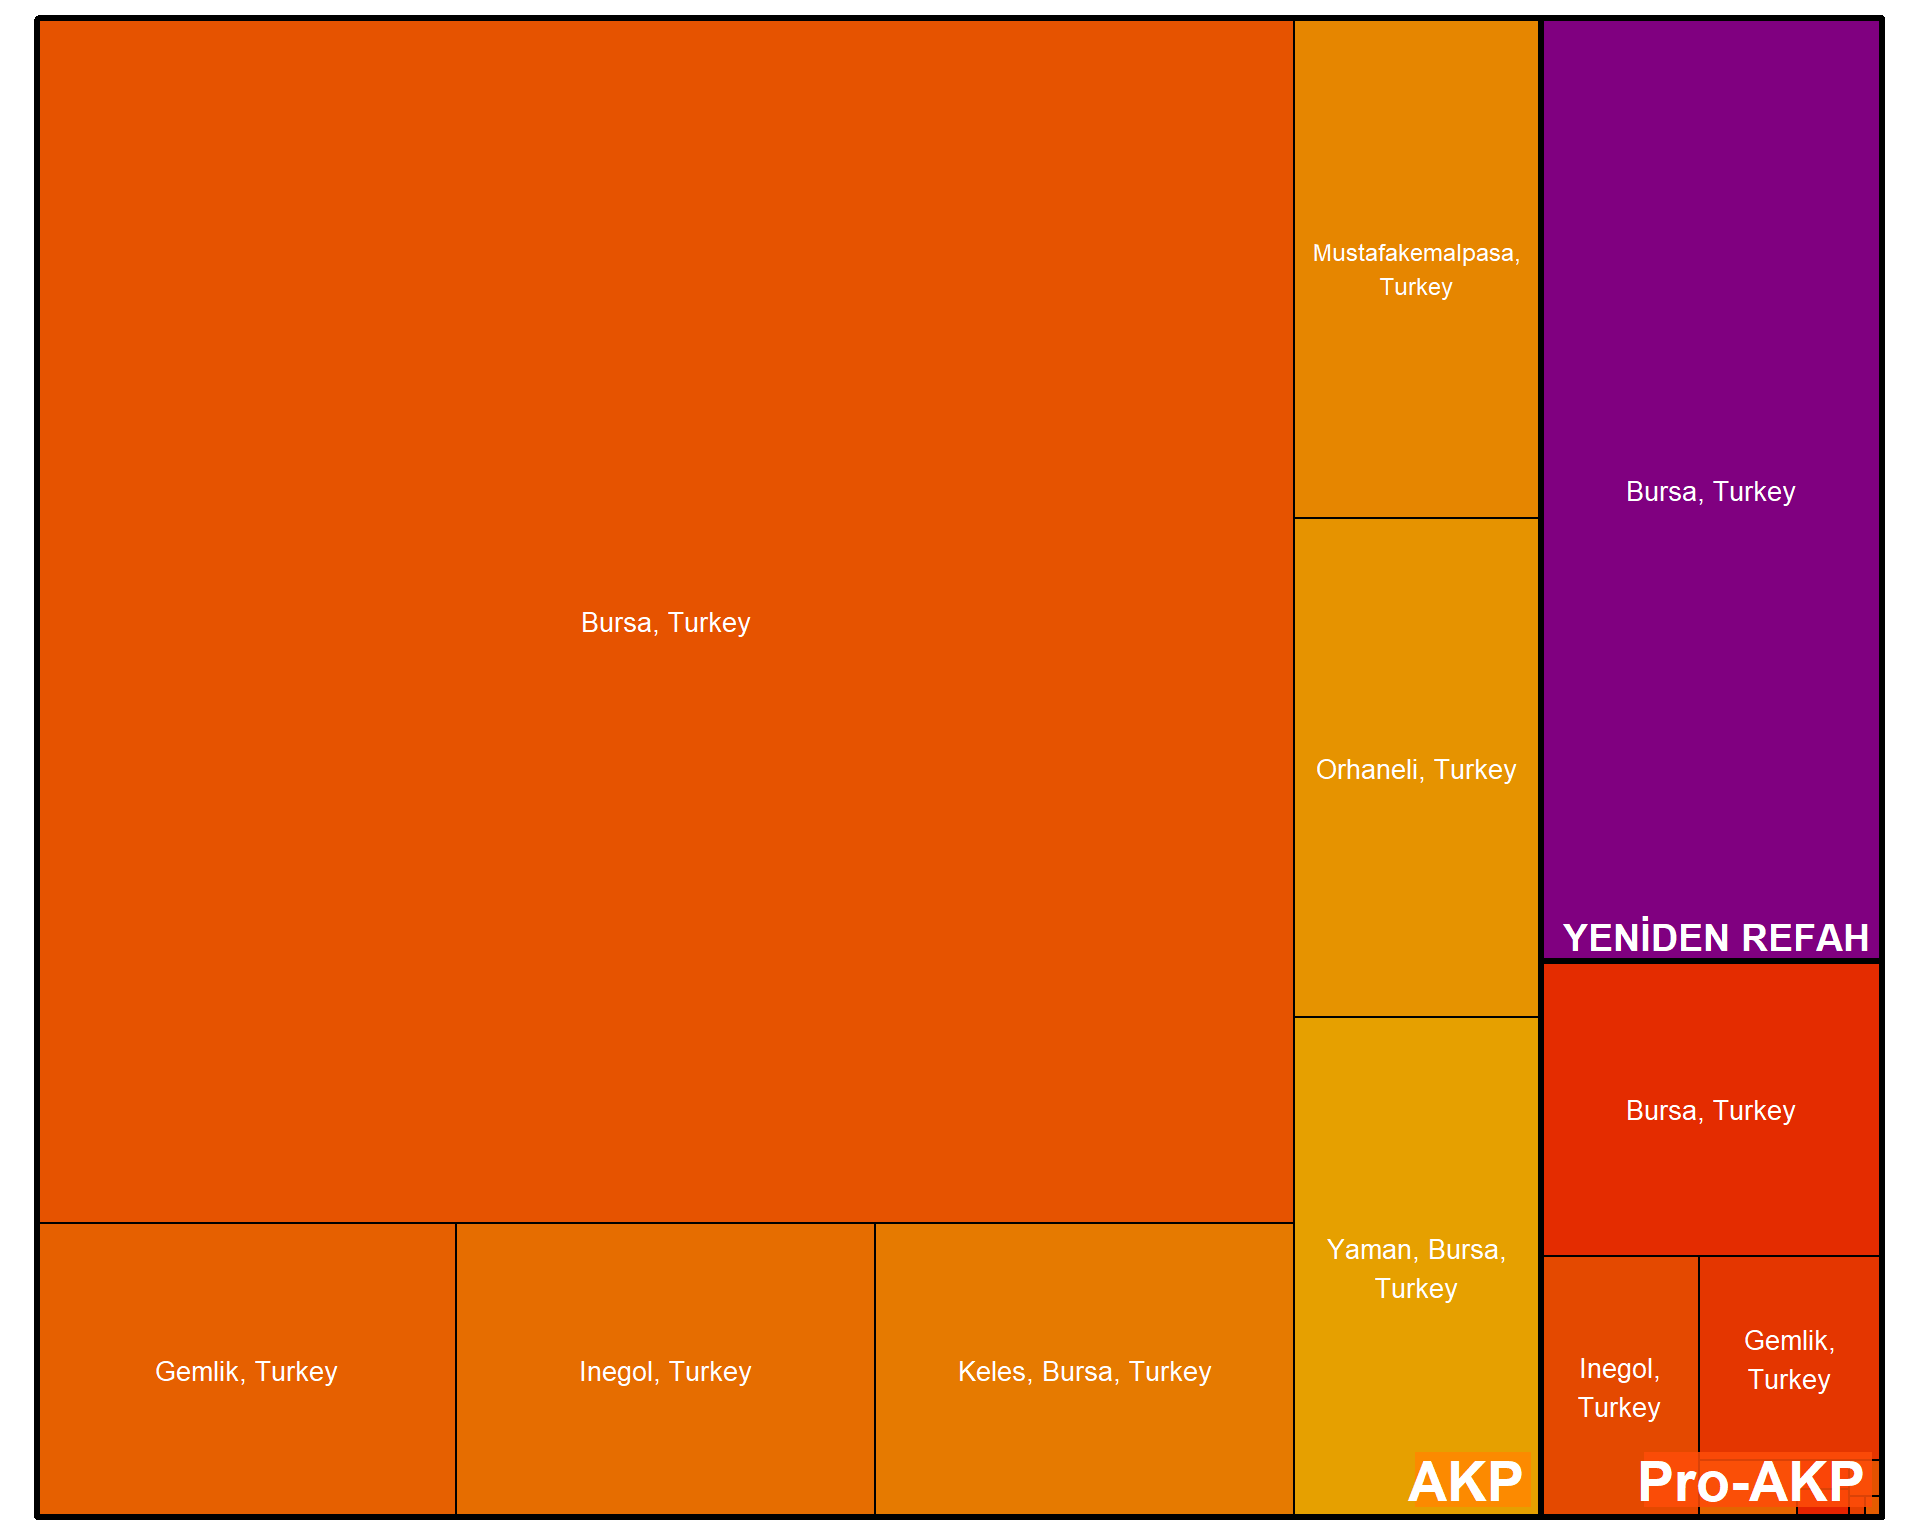 Bursa, Turkey
Gemlik, Turkey
Inegol, Turkey
Keles, Bursa, Turkey
Mustafakemalpasa,
Turkey
Orhaneli, Turkey
Yaman, Bursa,
Turkey
AKP
Bursa, Turkey
YENİDEN REFAH
Bursa, Turkey
Inegol,
Turkey
Gemlik,
Turkey
Pro-AKP